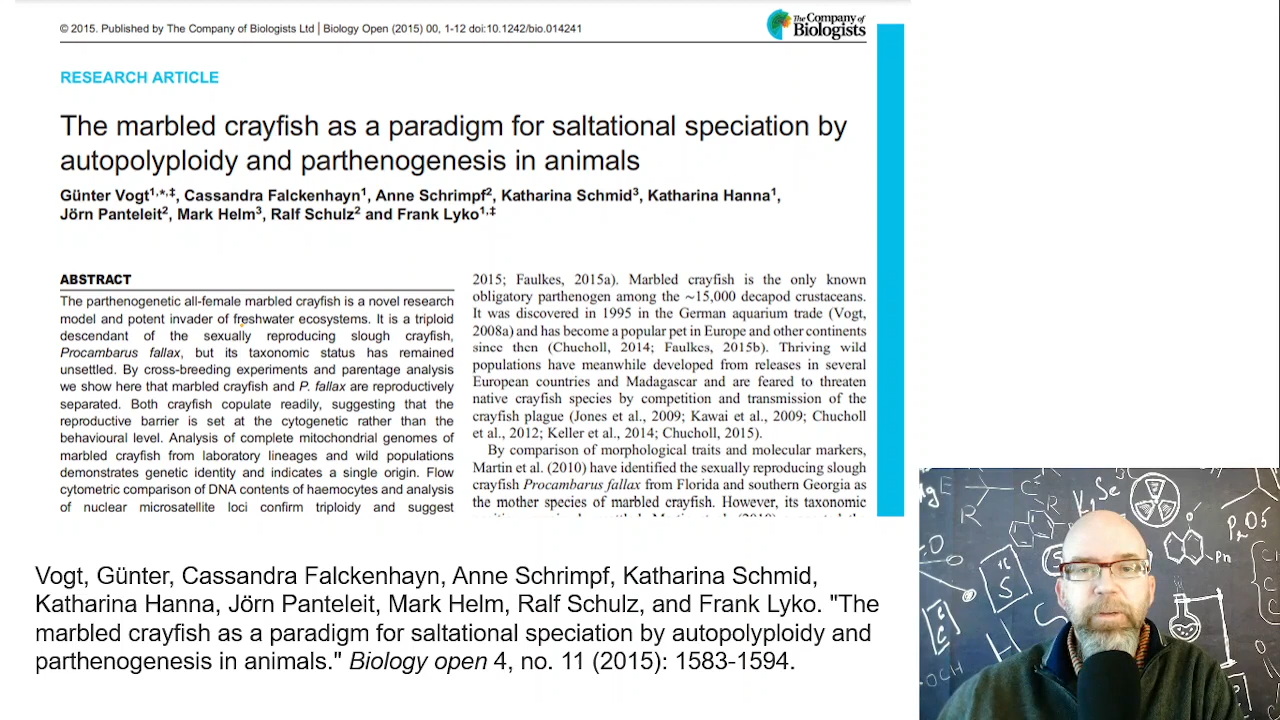 © 2015. Published by The Company of Biologists Ltd | Biology Open (2015) 00, 1-12 doi:10.1242/bio.014241
The Company of
Biologists
RESEARCH ARTICLE
The marbled crayfish as a paradigm for saltational speciation by
autopolyploidy and parthenogenesis in animals
Günter Vogt1,*,‡, Cassandra Falckenhayn1, Anne Schrimpf2, Katharina Schmid3, Katharina Hanna1,
Jörn Panteleit2, Mark Helm3, Ralf Schulz2 and Frank Lyko1,‡
ABSTRACT
The parthenogenetic all-female marbled crayfish is a novel research
model and potent invader of freshwater ecosystems. It is a triploid
descendant of the sexually reproducing slough crayfish,
Procambarus fallax, but its taxonomic status has remained
unsettled. By cross-breeding experiments and parentage analysis
we show here that marbled crayfish and P. fallax are reproductively
separated. Both crayfish copulate readily, suggesting that the
reproductive barrier is set at the cytogenetic rather than the
behavioural level. Analysis of complete mitochondrial genomes of
marbled crayfish from laboratory lineages and wild populations
demonstrates genetic identity and indicates a single origin. Flow
cytometric comparison of DNA contents of haemocytes and analysis
of nuclear microsatellite loci confirm triploidy and suggest
2015; Faulkes, 2015a). Marbled crayfish is the only known
obligatory parthenogen among the ~15,000 decapod crustaceans.
It was discovered in 1995 in the German aquarium trade (Vogt,
2008a) and has become a popular pet in Europe and other continents
since then (Chucholl, 2014; Faulkes, 2015b). Thriving wild
populations have meanwhile developed from releases in several
European countries and Madagascar and are feared to threaten
native crayfish species by competition and transmission of the
crayfish plague (Jones et al., 2009; Kawai et al., 2009; Chucholl
et al., 2012; Keller et al., 2014; Chucholl, 2015).
By comparison of morphological traits and molecular markers,
Martin et al. (2010) have identified the sexually reproducing slough
crayfish Procambarus fallax from Florida and southern Georgia as
the mother species of marbled crayfish. However, its taxonomic
Vogt, Günter, Cassandra Falckenhayn, Anne Schrimpf, Katharina Schmid,
Katharina Hanna, Jörn Panteleit, Mark Helm, Ralf Schulz, and Frank Lyko. "The
marbled crayfish as a paradigm for saltational speciation by autopolyploidy and
parthenogenesis in animals." Biology open 4, no. 11 (2015): 1583-1594.
MgE
R
Se
R
P2O5
Pn
S
H
OCH